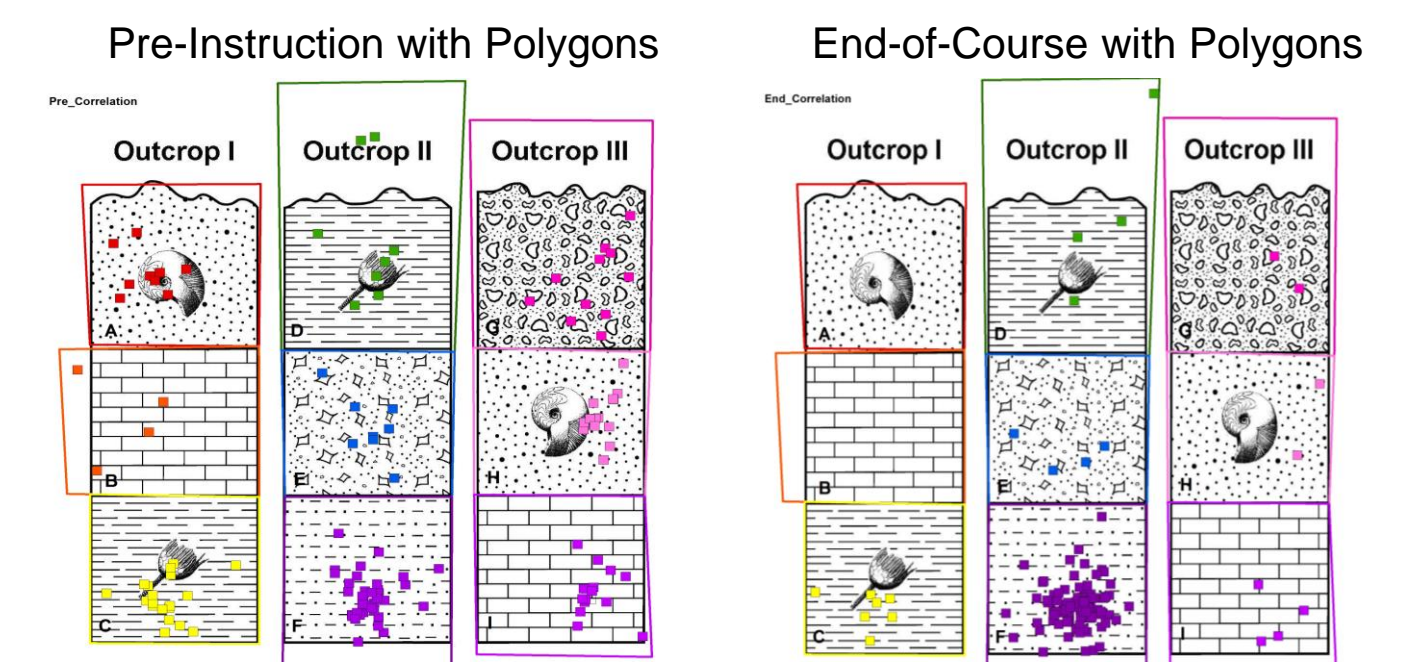 Pre-Instruction with Polygons
Pre_Correlation
Outcrop I
Outcrop II
Outcrop III
A
D
G
B
E
H
C
F
I
End-of-Course with Polygons
End_Correlation
Outcrop I
Outcrop II
Outcrop III
A
D
G
B
E
H
C
F
I